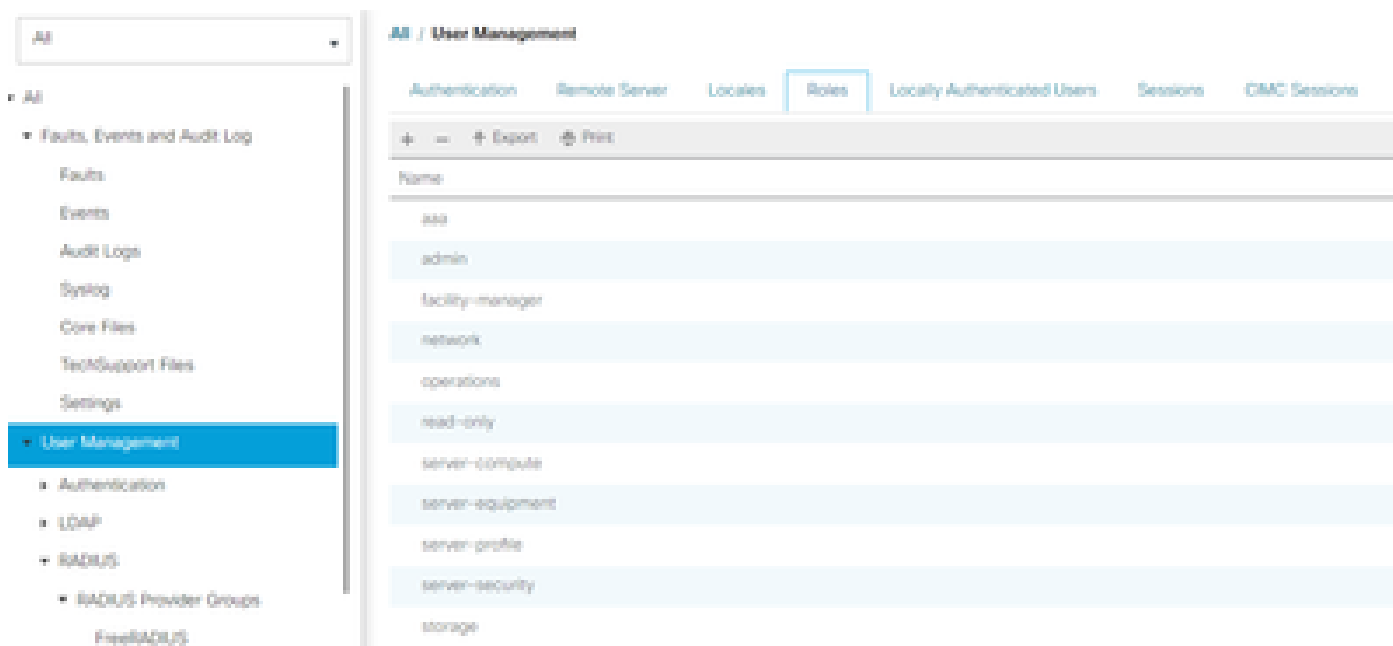 All
All
Faults, Events and Audit Log
Faults
Events
Audit Logs
Syslog
Core Files
TechSupport Files
Settings
User Management
Authentication
LDAP
RADIUS
RADIUS Provider Groups
FreeRADIUS
All / User Management
Authentication Remote Server Locales Roles Locally Authenticated Users Sessions CIMC Sessions
+ − Export Print
Name
aaa
admin
facility-manager
network
operations
read-only
server-compute
server-equipment
server-profile
server-security
storage